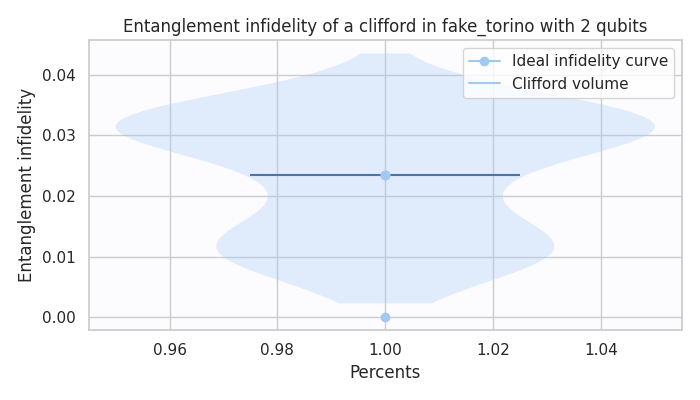 Entanglement infidelity of a clifford in fake_torino with 2 qubits
Ideal infidelity curve
Clifford volume
Entanglement infidelity
0.04
0.03
0.02
0.01
0.00
0.96 0.98 1.00 1.02 1.04
Percents